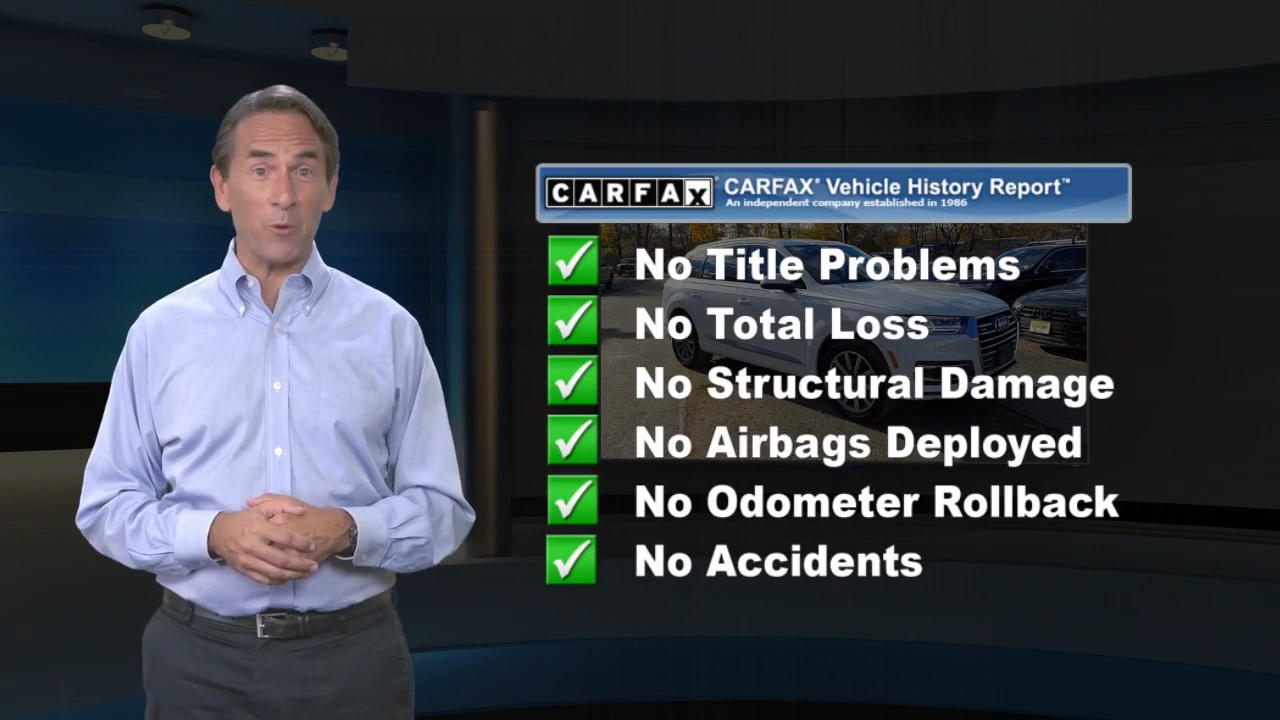 CARFAX® CARFAX® Vehicle History Report™
An independent company established in 1986
No Title Problems
No Total Loss
No Structural Damage
No Airbags Deployed
No Odometer Rollback
No Accidents